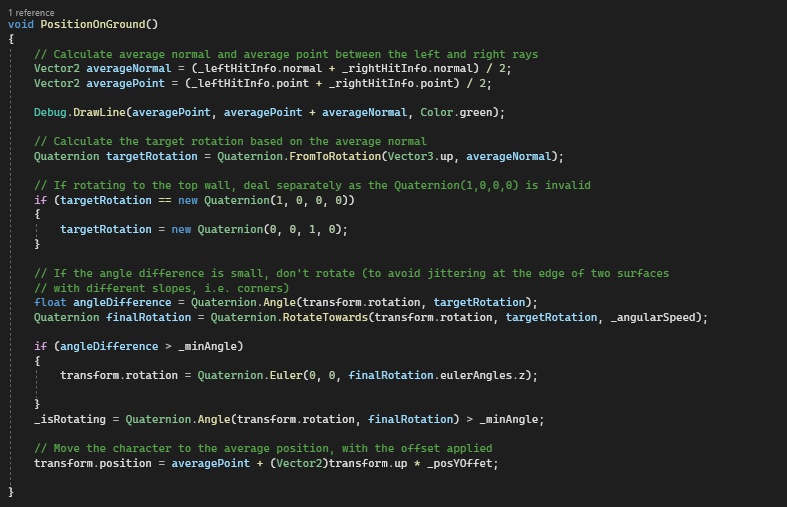 1 reference
void PositionOnGround()
{
// Calculate average normal and average point between the left and right rays
Vector2 averageNormal = (_leftHitInfo.normal + _rightHitInfo.normal) / 2;
Vector2 averagePoint = (_leftHitInfo.point + _rightHitInfo.point) / 2;
Debug.DrawLine(averagePoint, averagePoint + averageNormal, Color.green);
// Calculate the target rotation based on the average normal
Quaternion targetRotation = Quaternion.FromToRotation(Vector3.up, averageNormal);
// If rotating to the top wall, deal separately as the Quaternion(1,0,0,0) is invalid
if (targetRotation == new Quaternion(1, 0, 0, 0))
{
targetRotation = new Quaternion(0, 0, 1, 0);
}
// If the angle difference is small, don't rotate (to avoid jittering at the edge of two surfaces
// with different slopes, i.e. corners)
float angleDifference = Quaternion.Angle(transform.rotation, targetRotation);
Quaternion finalRotation = Quaternion.RotateTowards(transform.rotation, targetRotation, _angularSpeed);
if (angleDifference > _minAngle)
{
transform.rotation = Quaternion.Euler(0, 0, finalRotation.eulerAngles.z);
}
_isRotating = Quaternion.Angle(transform.rotation, finalRotation) > _minAngle;
// Move the character to the average position, with the offset applied
transform.position = averagePoint + (Vector2)transform.up * _posYOffet;
}